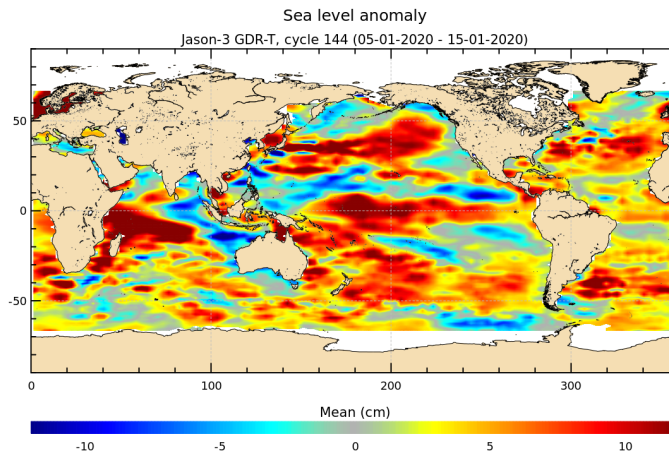 Sea level anomaly
Jason-3 GDR-T, cycle 144 (05-01-2020 - 15-01-2020)
50
0
-50
0 100 200 300
Mean (cm)
-10 -5 0 5 10